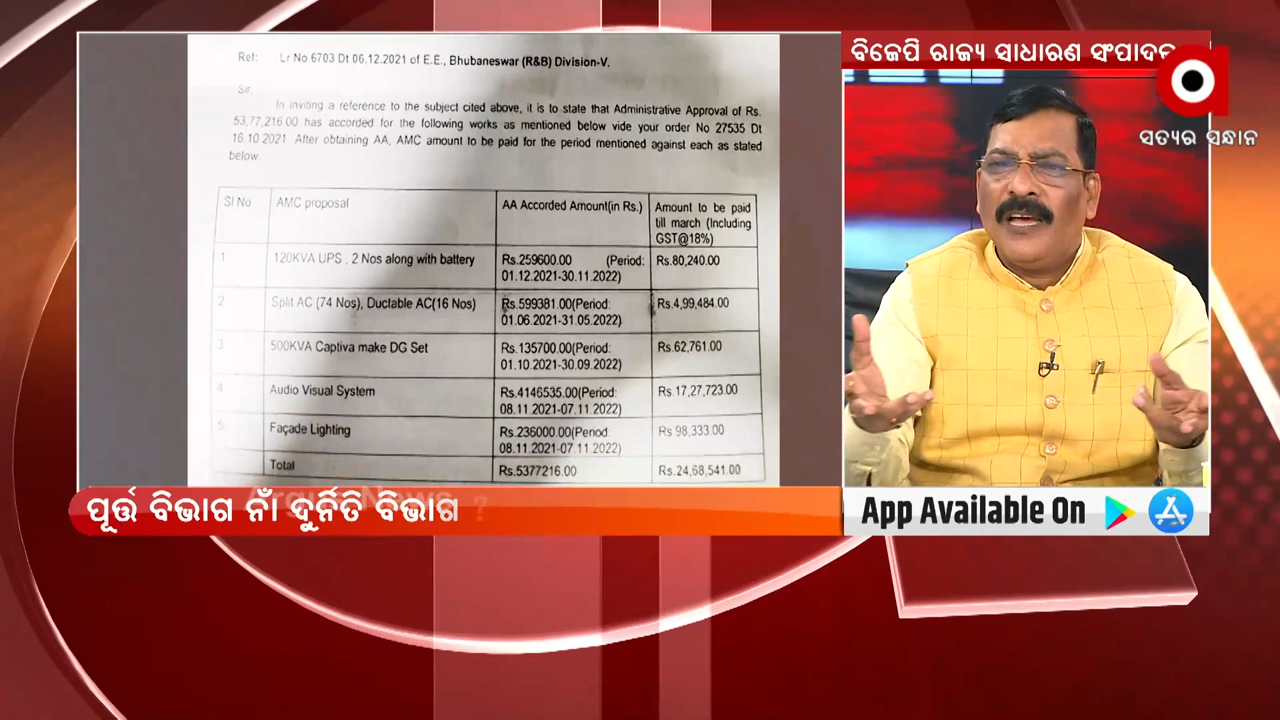 Ref: Lr No 6703 Dt 06.12.2021 of E.E., Bhubaneswar (R&B) Division-V.
Sir,
In inviting a reference to the subject cited above, it is to state that Administrative Approval of Rs.
53,77,216.00 has accorded for the following works as mentioned below vide your order No 27535 Dt
16.10.2021. After obtaining AA, AMC amount to be paid for the period mentioned against each as stated
below.
Sl No AMC proposal AA Accorded Amount(in Rs.) Amount to be paid
till march (Including
GST@18%)
1 120KVA UPS , 2 Nos along with battery Rs.259600.00 (Period: Rs.80,240.00
01.12.2021-30.11.2022)
2 Split AC (74 Nos), Ductable AC(16 Nos) Rs.599381.00(Period: Rs.4,99,484.00
01.06.2021-31.05.2022)
3 500KVA Captiva make DG Set Rs.135700.00(Period: Rs.62,761.00
01.10.2021-30.09.2022)
4 Audio Visual System Rs.4146535.00(Period: Rs.17,27,723.00
08.11.2021-07.11.2022)
5 Façade Lighting Rs.236000.00(Period: Rs.98,333.00
08.11.2021-07.11.2022)
Total Rs.5377216.00 Rs.24,68,541.00
ବିଜେପି ରାଜ୍ୟ ସାଧାରଣ ସଂପାଦକ
a
ସତ୍ୟର ସନ୍ଧାନ
ପୂର୍ତ୍ତ ବିଭାଗ ନାଁ ଦୁର୍ନିତି ବିଭାଗ ?
App Available On